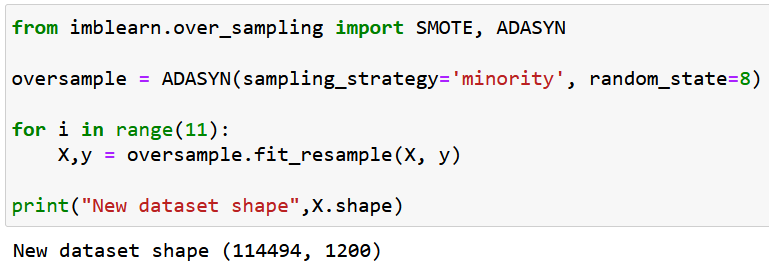 from imblearn.over_sampling import SMOTE, ADASYN
oversample = ADASYN(sampling_strategy='minority', random_state=8)
for i in range(11):
    X,y = oversample.fit_resample(X, y)
print("New dataset shape",X.shape)
New dataset shape (114494, 1200)